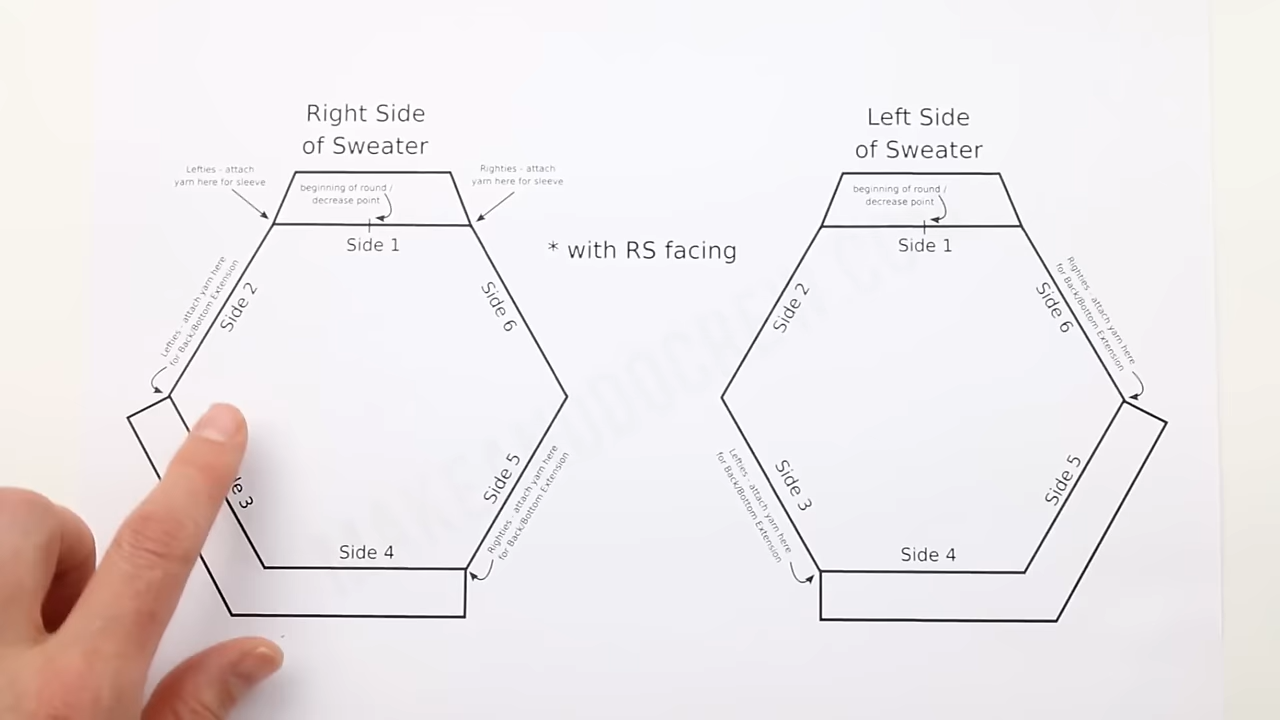 Right Side
of Sweater
Lefties - attach
yarn here for sleeve
Righties - attach
yarn here for sleeve
beginning of round /
decrease point
Side 1
Side 2
Side 6
Lefties - attach yarn here
for Back/Bottom Extension
Side 5
Side 4
Righties - attach yarn here
for Back/Bottom Extension
* with RS facing
Left Side
of Sweater
beginning of round /
decrease point
Side 1
Side 2
Side 6
Righties - attach yarn here
for Back/Bottom Extension
Side 3
Side 5
Side 4
Lefties - attach yarn here
for Back/Bottom Extension